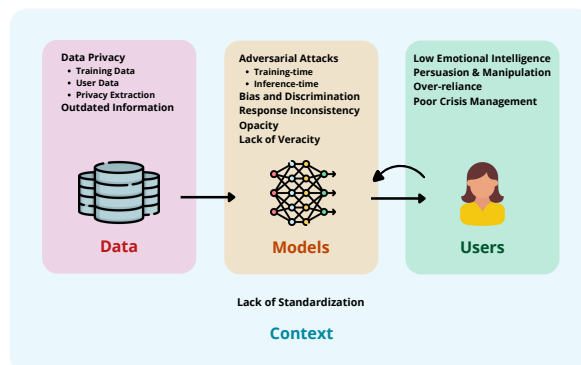 Data Privacy
• Training Data
• User Data
• Privacy Extraction
Outdated Information
Data
Adversarial Attacks
• Training-time
• Inference-time
Bias and Discrimination
Response Inconsistency
Opacity
Lack of Veracity
Models
Low Emotional Intelligence
Persuasion & Manipulation
Over-reliance
Poor Crisis Management
Users
Lack of Standardization
Context